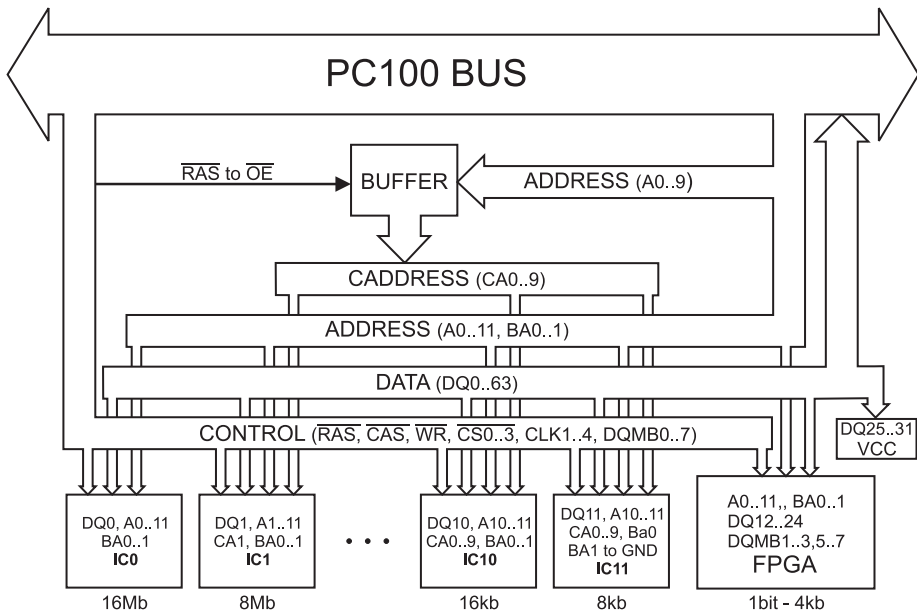 PC100 BUS
RAS to OE
BUFFER
ADDRESS (A0..9)
CADDRESS (CA0..9)
ADDRESS (A0..11, BA0..1)
DATA (DQ0..63)
CONTROL (RAS, CAS, WR, CS0..3, CLK1..4, DQMB0..7)
DQ25..31
VCC
DQ0, A0..11
BA0..1
IC0
16Mb
DQ1, A1..11
CA1, BA0..1
IC1
8Mb
• • •
DQ10, A10..11
CA0..9, BA0..1
IC10
16kb
DQ11, A10..11
CA0..9, Ba0
BA1 to GND
IC11
8kb
A0..11,, BA0..1
DQ12..24
DQMB1..3,5..7
FPGA
1bit - 4kb